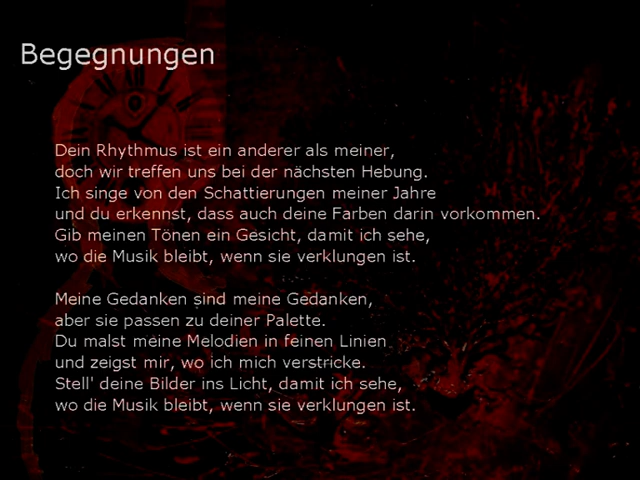 Begegnungen
Dein Rhythmus ist ein anderer als meiner,
doch wir treffen uns bei der nächsten Hebung.
Ich singe von den Schattierungen meiner Jahre
und du erkennst, dass auch deine Farben darin vorkommen.
Gib meinen Tönen ein Gesicht, damit ich sehe,
wo die Musik bleibt, wenn sie verklungen ist.
Meine Gedanken sind meine Gedanken,
aber sie passen zu deiner Palette.
Du malst meine Melodien in feinen Linien
und zeigst mir, wo ich mich verstricke.
Stell' deine Bilder ins Licht, damit ich sehe,
wo die Musik bleibt, wenn sie verklungen ist.